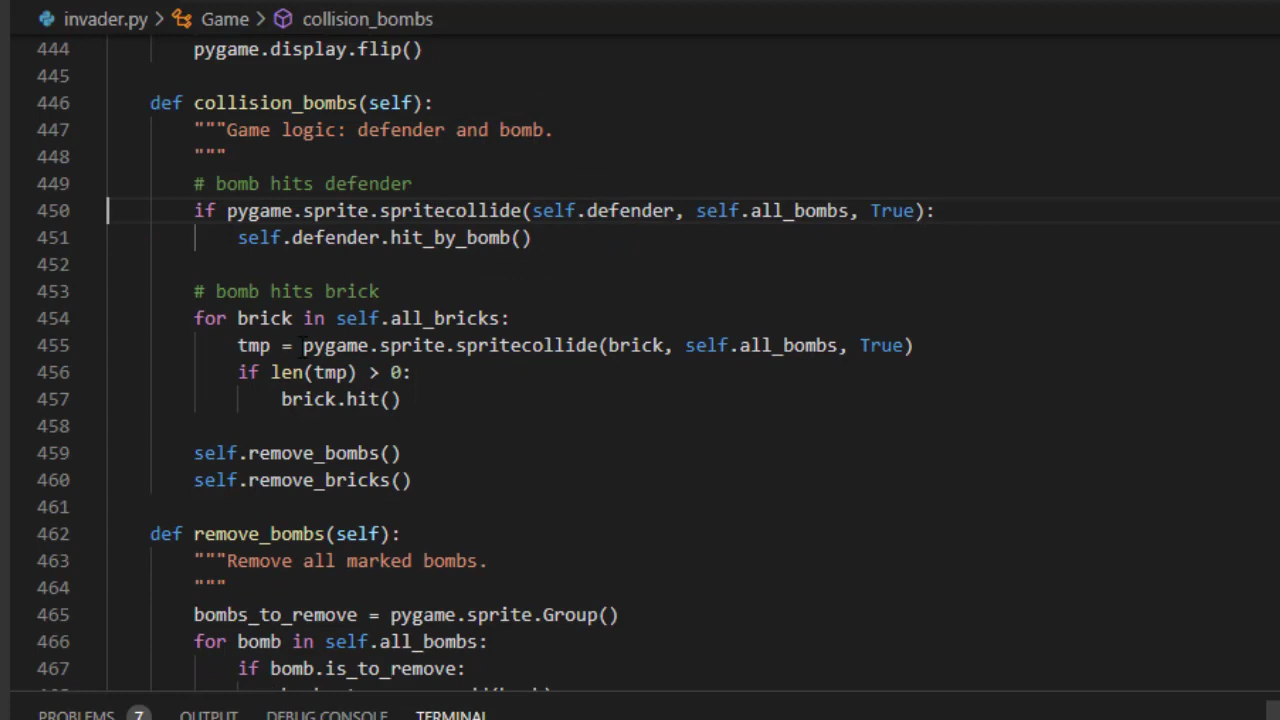 invader.py > Game > collision_bombs
444 pygame.display.flip()
445
446 def collision_bombs(self):
447 """Game logic: defender and bomb.
448 """
449 # bomb hits defender
450 if pygame.sprite.spritecollide(self.defender, self.all_bombs, True):
451 self.defender.hit_by_bomb()
452
453 # bomb hits brick
454 for brick in self.all_bricks:
455 tmp = pygame.sprite.spritecollide(brick, self.all_bombs, True)
456 if len(tmp) > 0:
457 brick.hit()
458
459 self.remove_bombs()
460 self.remove_bricks()
461
462 def remove_bombs(self):
463 """Remove all marked bombs.
464 """
465 bombs_to_remove = pygame.sprite.Group()
466 for bomb in self.all_bombs:
467 if bomb.is_to_remove:
PROBLEMS 7 OUTPUT DEBUG CONSOLE TERMINAL